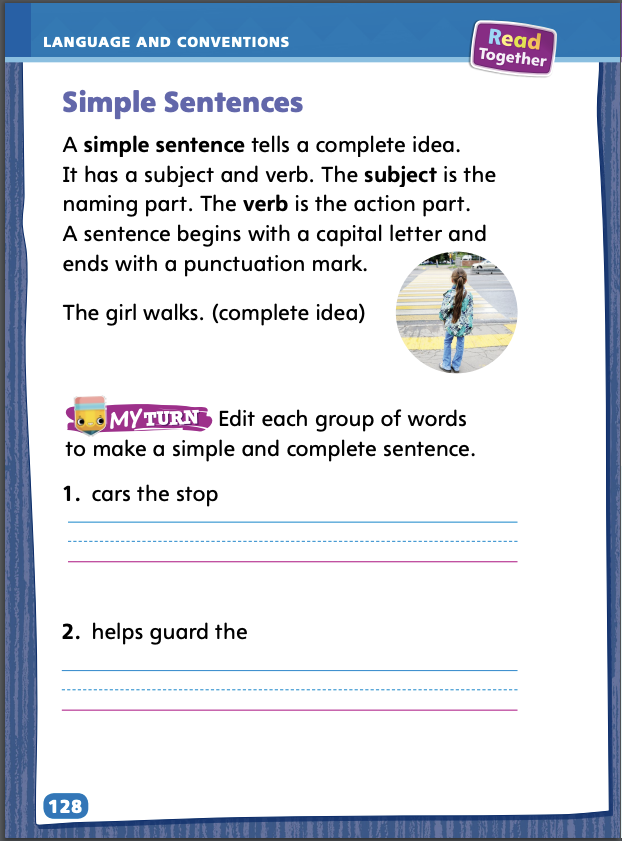 LANGUAGE AND CONVENTIONS
Read
Together
Simple Sentences
A simple sentence tells a complete idea.
It has a subject and verb. The subject is the
naming part. The verb is the action part.
A sentence begins with a capital letter and
ends with a punctuation mark.
The girl walks. (complete idea)
MY TURN Edit each group of words
to make a simple and complete sentence.
1. cars the stop
2. helps guard the
128